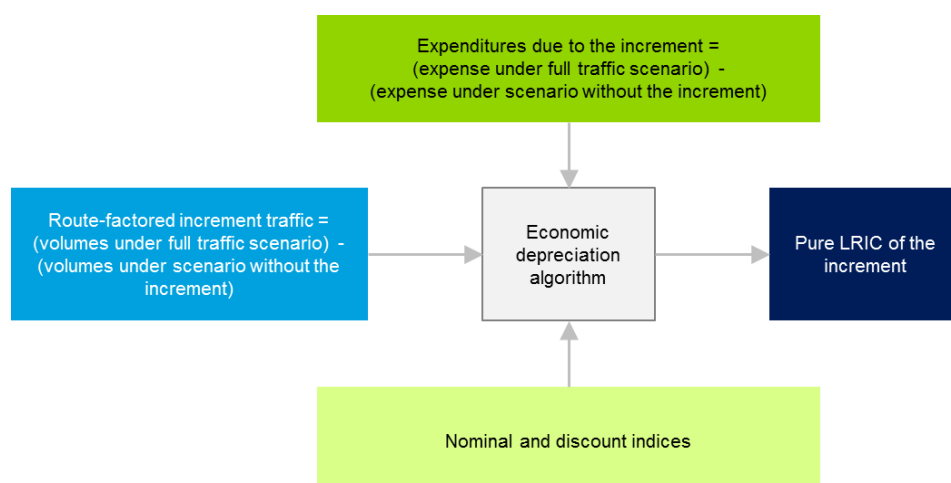 Expenditures due to the increment =
(expense under full traffic scenario) -
(expense under scenario without the increment)
Route-factored increment traffic =
(volumes under full traffic scenario) -
(volumes under scenario without the
increment)
Economic
depreciation
algorithm
Pure LRIC of the
increment
Nominal and discount indices